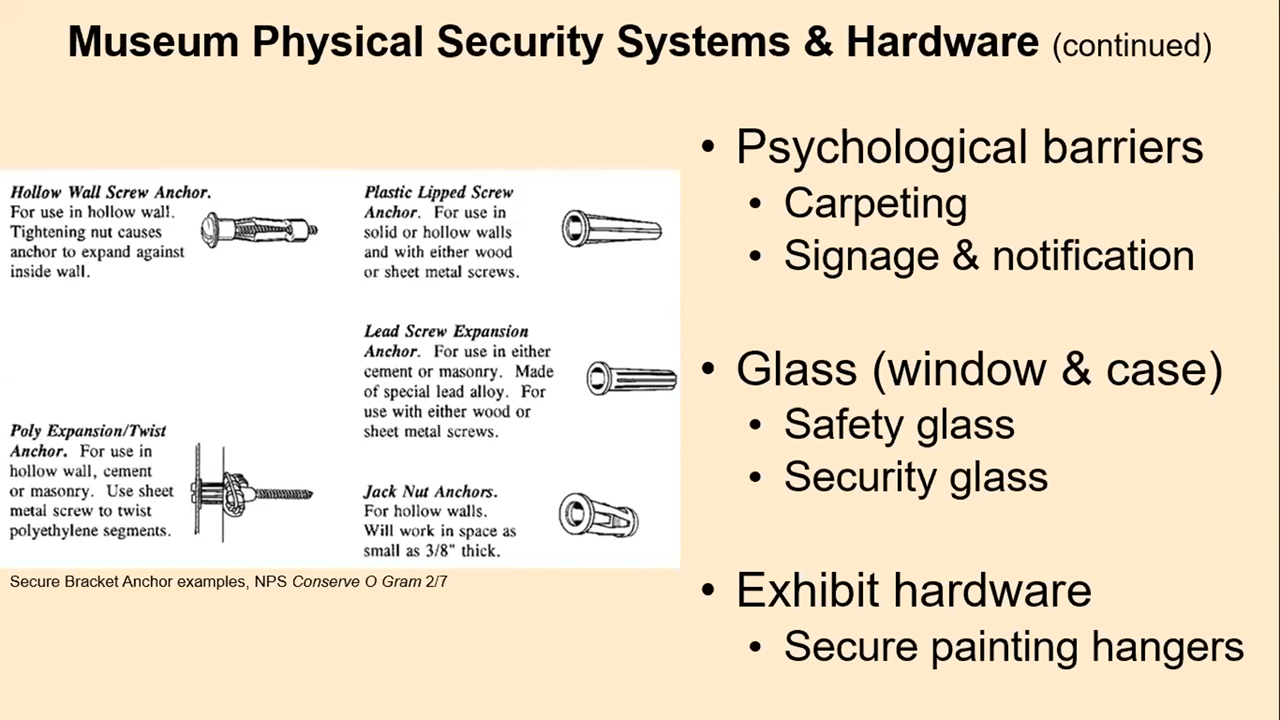 Museum Physical Security Systems & Hardware (continued)
Hollow Wall Screw Anchor.
For use in hollow wall.
Tightening nut causes
anchor to expand against
inside wall.
Poly Expansion/Twist
Anchor. For use in
hollow wall, cement
or masonry. Use sheet
metal screw to twist
polyethylene segments.
Plastic Lipped Screw
Anchor. For use in
solid or hollow walls
and with either wood
or sheet metal screws.
Lead Screw Expansion
Anchor. For use in either
cement or masonry. Made
of special lead alloy. For
use with either wood or
sheet metal screws.
Jack Nut Anchors.
For hollow walls.
Will work in space as
small as 3/8" thick.
Secure Bracket Anchor examples, NPS Conserve O Gram 2/7
• Psychological barriers
• Carpeting
• Signage & notification
• Glass (window & case)
• Safety glass
• Security glass
• Exhibit hardware
• Secure painting hangers